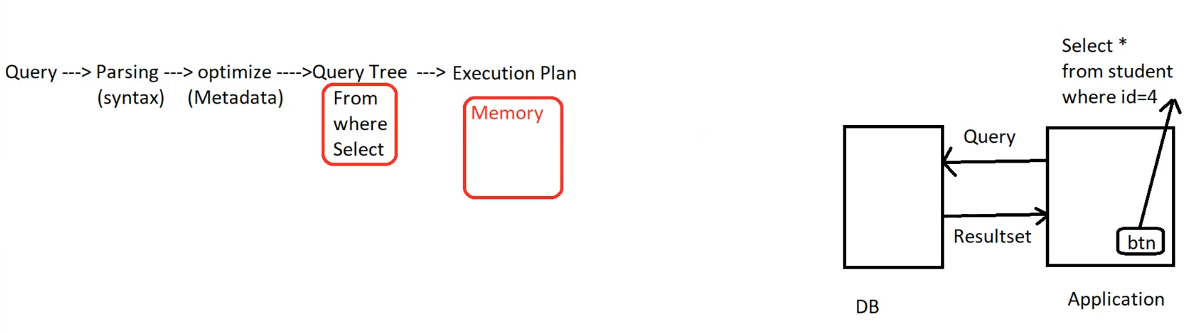 Query ---> Parsing ---> optimize ---->Query Tree ---> Execution Plan
(syntax) (Metadata)
From
where
Select
Memory
Select *
from student
where id=4
Query
Resultset
btn
DB
Application